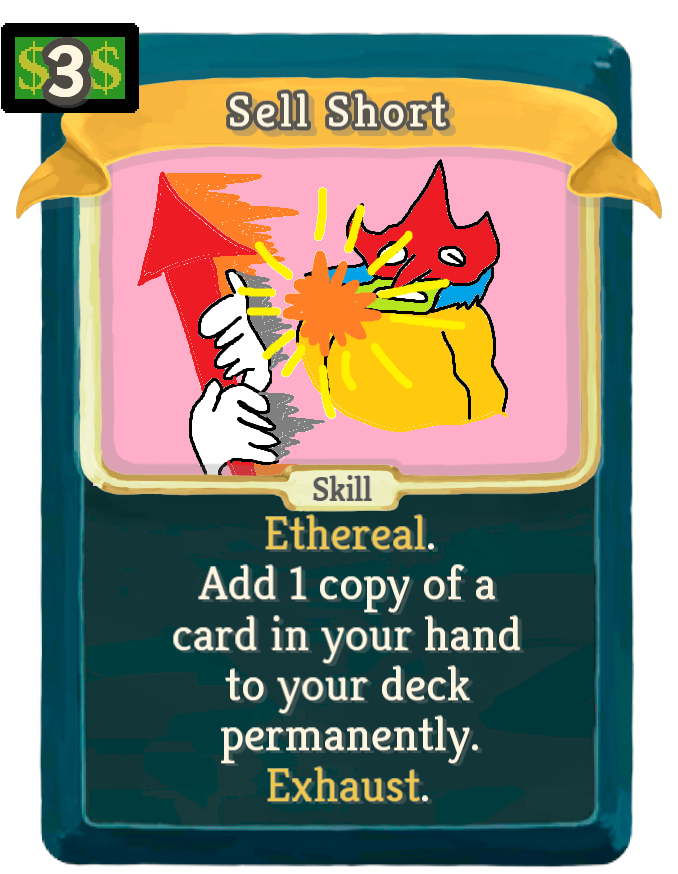 $3$
Sell Short
Skill
Ethereal.
Add 1 copy of a
card in your hand
to your deck
permanently.
Exhaust.